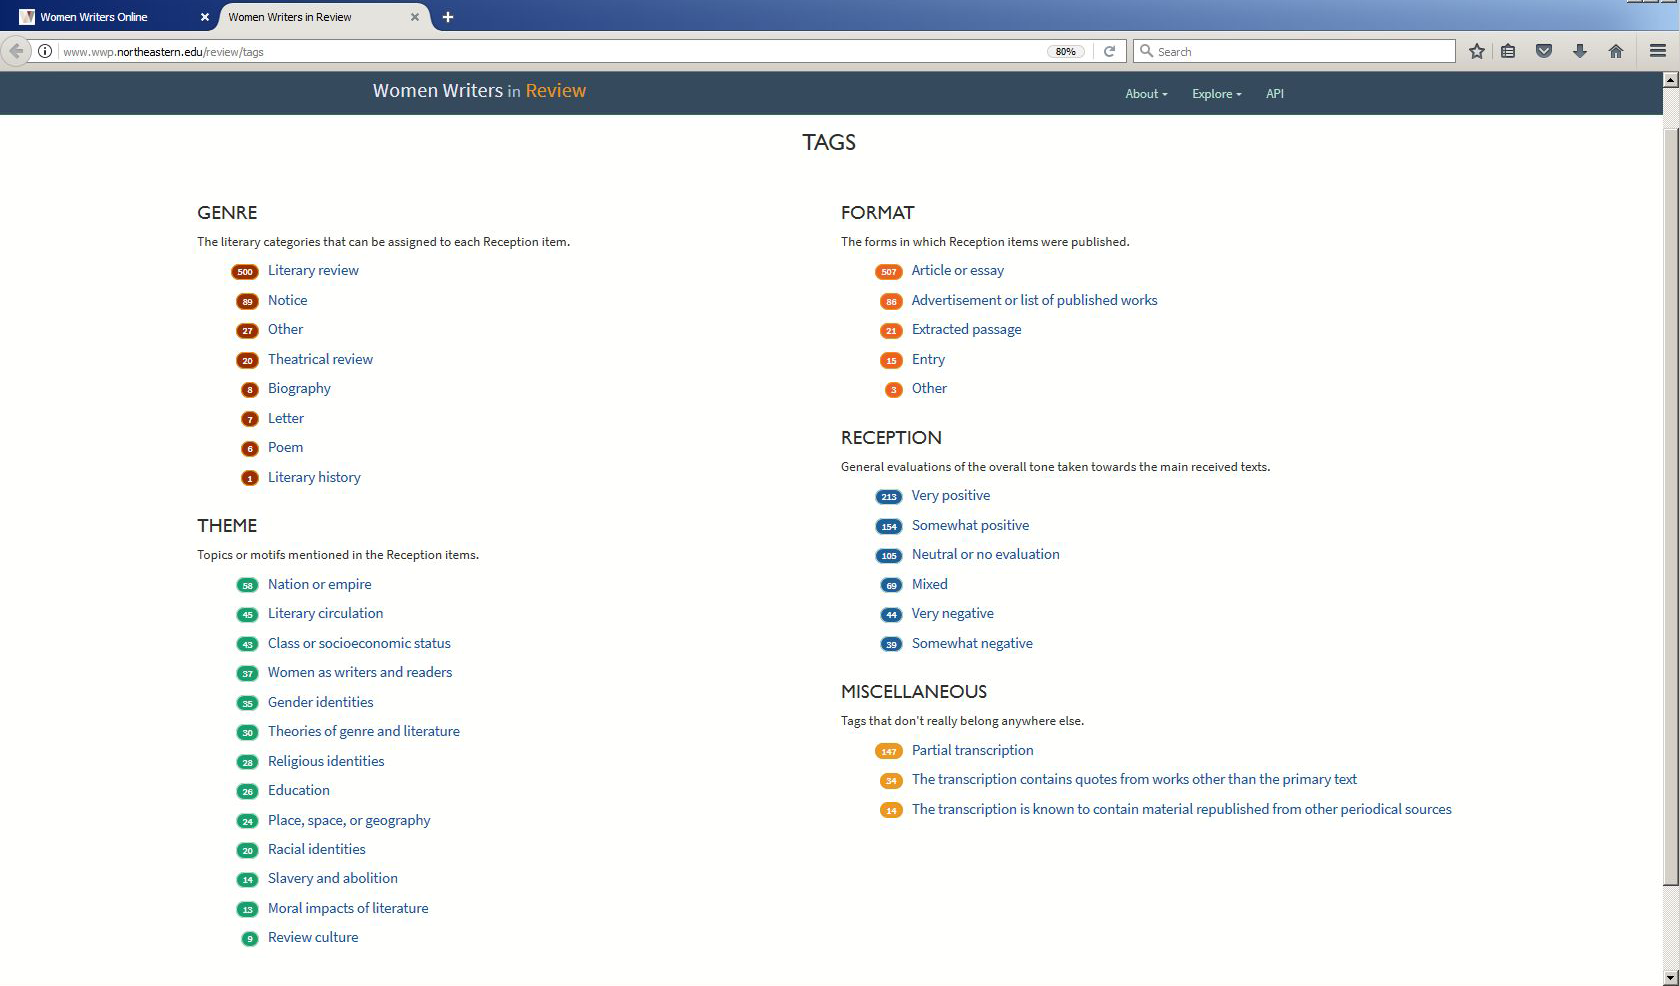 Women Writers Online
Women Writers in Review
www.wwp.northeastern.edu/review/tags
80%
Search
Women Writers in Review
About
Explore
API
TAGS
GENRE
The literary categories that can be assigned to each Reception item.
500 Literary review
89 Notice
27 Other
20 Theatrical review
8 Biography
7 Letter
6 Poem
1 Literary history
THEME
Topics or motifs mentioned in the Reception items.
58 Nation or empire
45 Literary circulation
43 Class or socioeconomic status
37 Women as writers and readers
35 Gender identities
30 Theories of genre and literature
28 Religious identities
26 Education
24 Place, space, or geography
20 Racial identities
14 Slavery and abolition
13 Moral impacts of literature
9 Review culture
FORMAT
The forms in which Reception items were published.
507 Article or essay
86 Advertisement or list of published works
21 Extracted passage
15 Entry
3 Other
RECEPTION
General evaluations of the overall tone taken towards the main received texts.
213 Very positive
154 Somewhat positive
105 Neutral or no evaluation
69 Mixed
44 Very negative
39 Somewhat negative
MISCELLANEOUS
Tags that don't really belong anywhere else.
147 Partial transcription
34 The transcription contains quotes from works other than the primary text
14 The transcription is known to contain material republished from other periodical sources